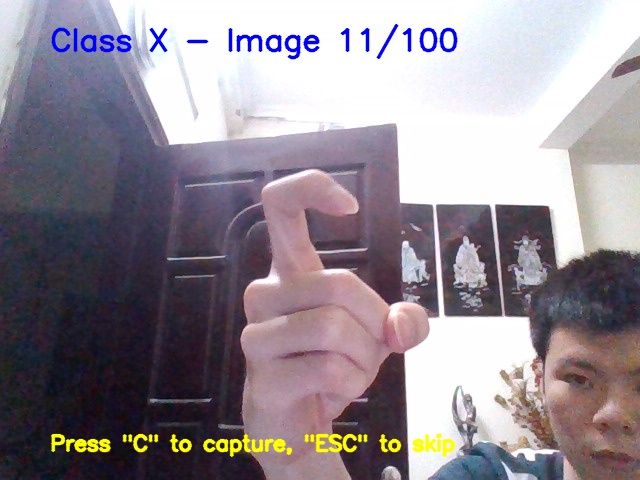 Class X - Image 11/100
Press "C" to capture, "ESC" to skip